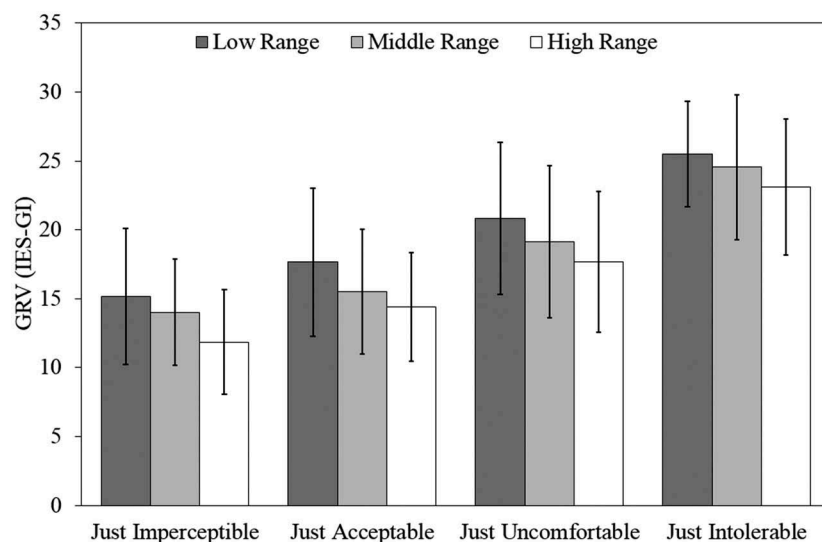 35
Low Range Middle Range High Range
30
25
20
GRV (IES-GI)
15
10
5
0
Just Imperceptible Just Acceptable Just Uncomfortable Just Intolerable